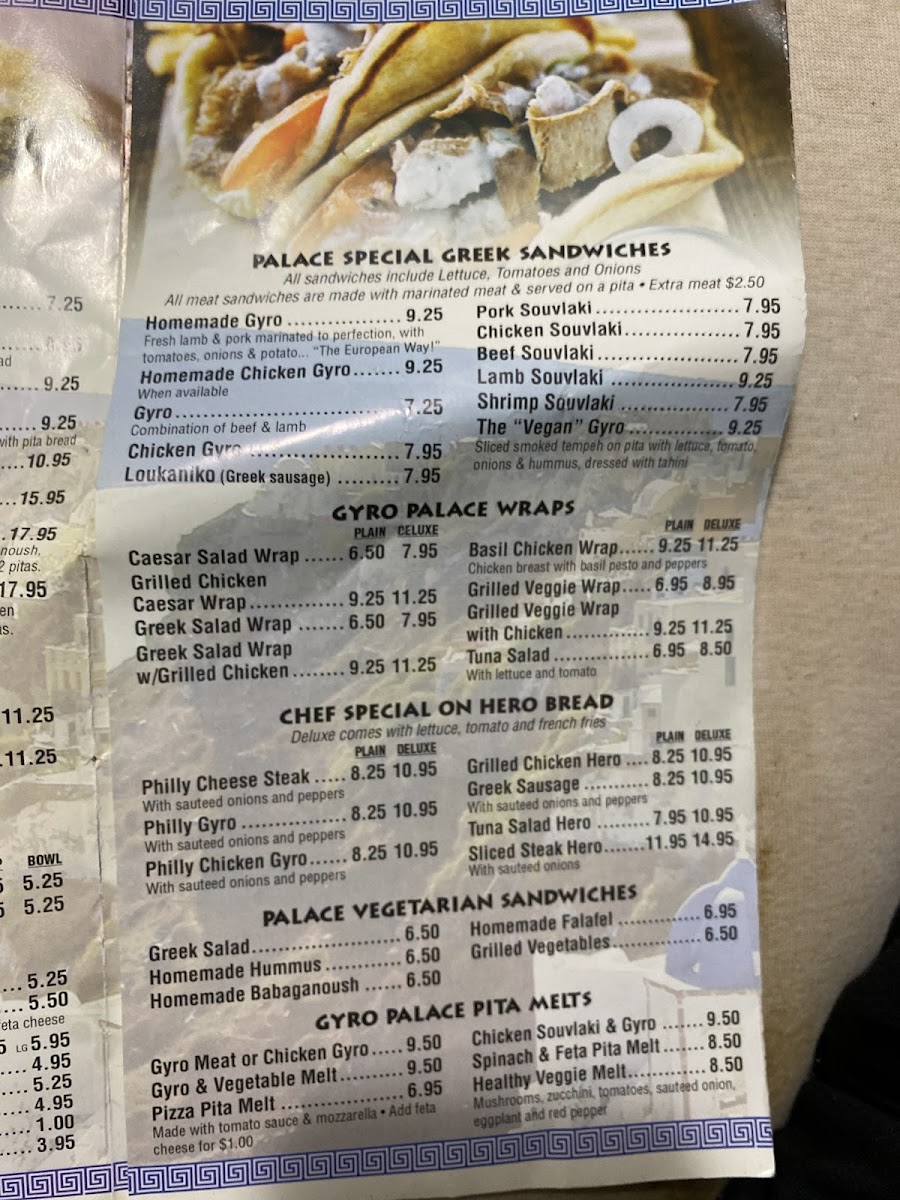 7.25
ad
9.25
9.25
with pita bread
10.95
15.95
17.95
noush,
2 pitas.
17.95
en
s.
11.25
11.25
BOWL
5.25
5.25
5.25
5.50
feta cheese
LG 5.95
4.95
5.25
4.95
1.00
3.95
PALACE SPECIAL GREEK SANDWICHES
All sandwiches include Lettuce, Tomatoes and Onions
All meat sandwiches are made with marinated meat & served on a pita • Extra meat $2.50
Homemade Gyro ................ 9.25
Fresh lamb & pork marinated to perfection, with
tomatoes, onions & potato... "The European Way!"
Homemade Chicken Gyro....... 9.25
When available
Gyro................................ 7.25
Combination of beef & lamb
Chicken Gyro ..................... 7.95
Loukaniko (Greek sausage) ......... 7.95
Pork Souvlaki ...................... 7.95
Chicken Souvlaki................. 7.95
Beef Souvlaki..................... 7.95
Lamb Souvlaki .................. 9.25
Shrimp Souvlaki ................ 7.95
The "Vegan" Gyro .............. 9.25
Sliced smoked tempeh on pita with lettuce, tomato,
onions & hummus, dressed with tahini
GYRO PALACE WRAPS
PLAIN DELUXE
Caesar Salad Wrap ...... 6.50 7.95
Grilled Chicken
Caesar Wrap ............. 9.25 11.25
Greek Salad Wrap ....... 6.50 7.95
Greek Salad Wrap
w/Grilled Chicken ........ 9.25 11.25
PLAIN DELUXE
Basil Chicken Wrap...... 9.25 11.25
Chicken breast with basil pesto and peppers
Grilled Veggie Wrap..... 6.95 8.95
Grilled Veggie Wrap
with Chicken .............. 9.25 11.25
Tuna Salad ................ 6.95 8.50
With lettuce and tomato
CHEF SPECIAL ON HERO BREAD
Deluxe comes with lettuce, tomato and french fries
PLAIN DELUXE
Philly Cheese Steak ..... 8.25 10.95
With sauteed onions and peppers
Philly Gyro ................ 8.25 10.95
With sauteed onions and peppers
Philly Chicken Gyro...... 8.25 10.95
With sauteed onions and peppers
PLAIN DELUXE
Grilled Chicken Hero .... 8.25 10.95
Greek Sausage ........... 8.25 10.95
With sauteed onions and peppers
Tuna Salad Hero ......... 7.95 10.95
Sliced Steak Hero.......11.95 14.95
With sauteed onions
PALACE VEGETARIAN SANDWICHES
Greek Salad....................... 6.50
Homemade Hummus ............ 6.50
Homemade Babaganoush ...... 6.50
Homemade Falafel ............. 6.95
Grilled Vegetables.............. 6.50
GYRO PALACE PITA MELTS
Gyro Meat or Chicken Gyro..... 9.50
Gyro & Vegetable Melt.......... 9.50
Pizza Pita Melt ................... 6.95
Made with tomato sauce & mozzarella • Add feta
cheese for $1.00
Chicken Souvlaki & Gyro ....... 9.50
Spinach & Feta Pita Melt ....... 8.50
Healthy Veggie Melt............. 8.50
Mushrooms, zucchini, tomatoes, sauteed onion,
eggplant and red pepper